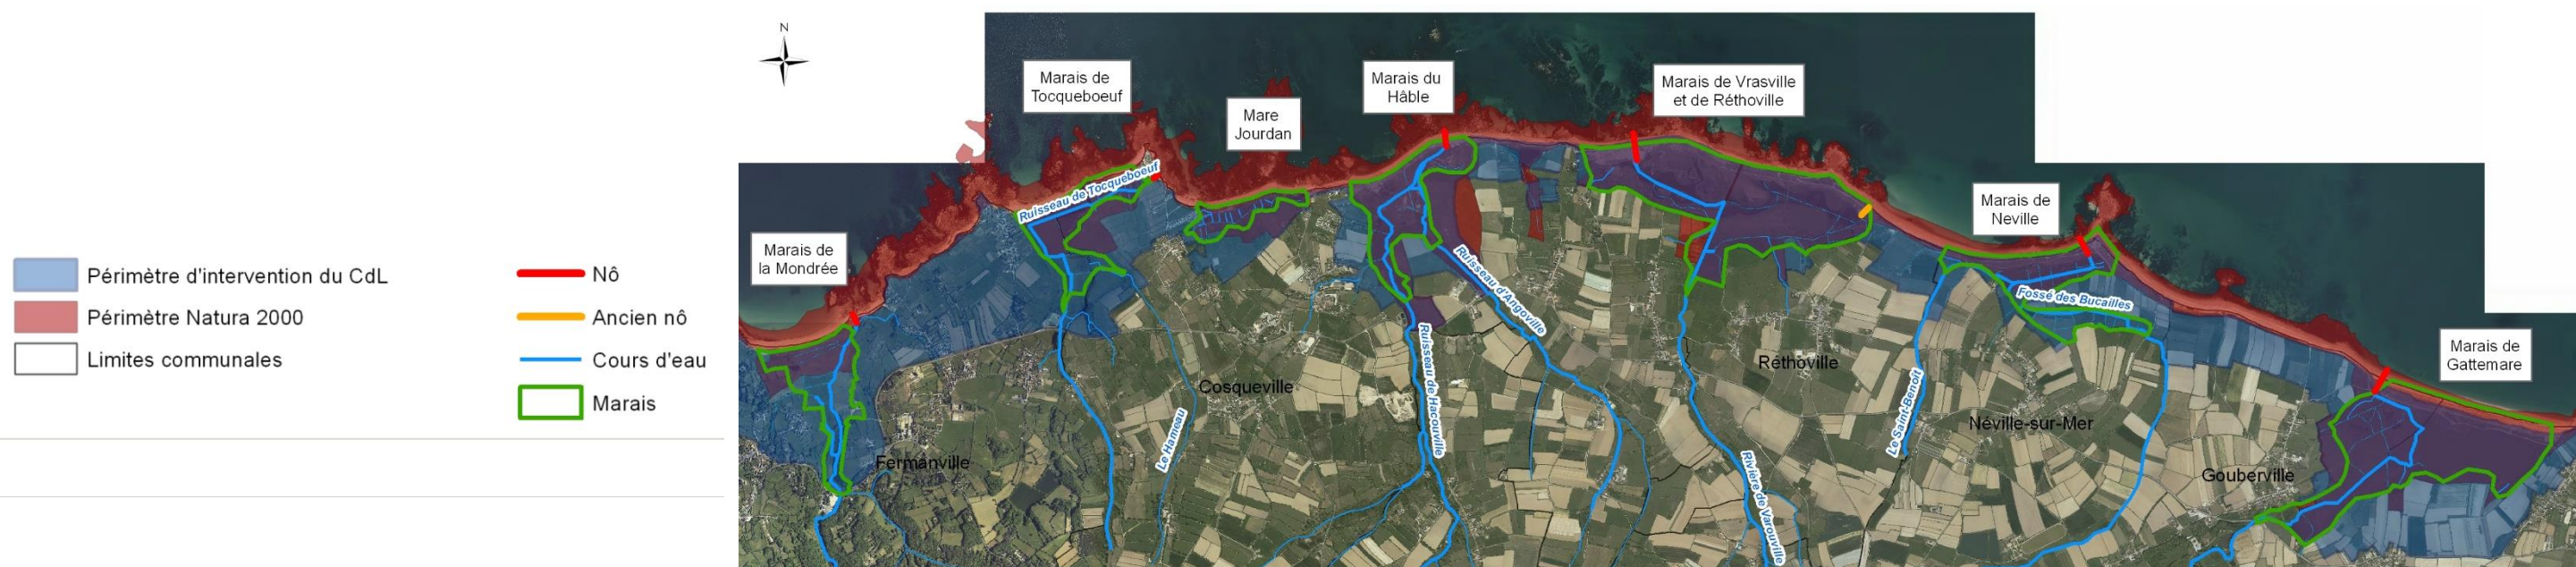 Périmètre d'intervention du CdL
Périmètre Natura 2000
Limites communales
Nô
Ancien nô
Cours d'eau
Marais
N
Marais de
la Mondrée
Marais de
Tocqueboeuf
Mare
Jourdan
Marais du
Hâble
Marais de Vrasville
et de Réthoville
Marais de
Neville
Marais de
Gattemare
Ruisseau de Tocqueboeuf
Ruisseau d'Angoville
Fossé des Bucailles
Ruisseau de Hacouville
Le Hameau
Le Saint-Benoît
Rivière de Varouville
Fermanville
Cosqueville
Réthoville
Néville-sur-Mer
Gouberville